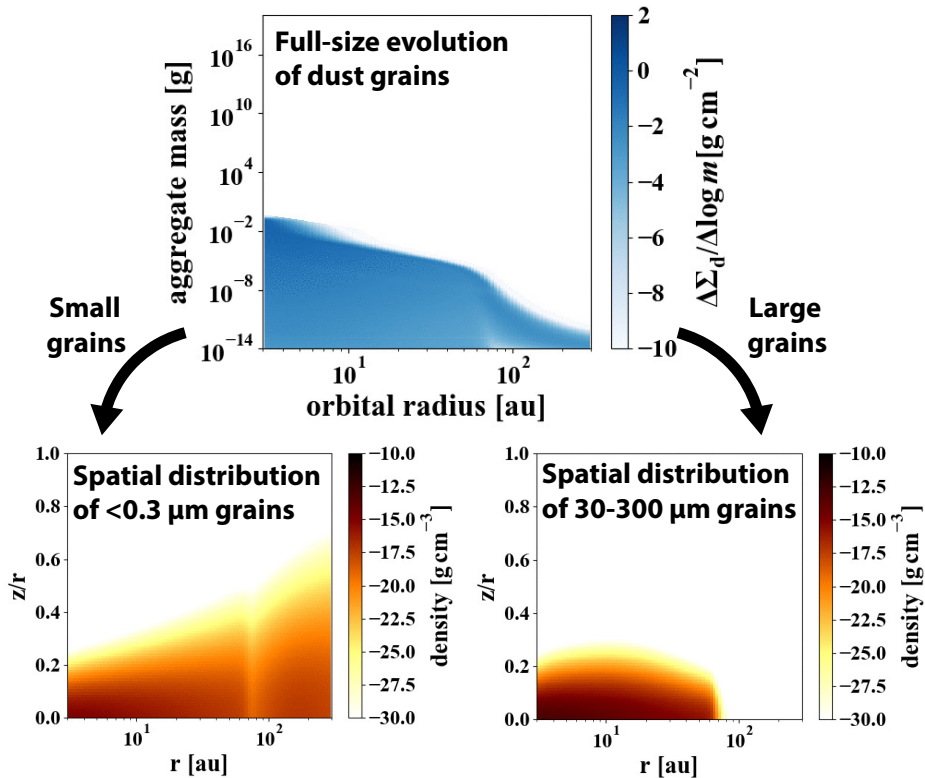 Full-size evolution
of dust grains
aggregate mass [g]
10^16
10^10
10^4
10^−2
10^−8
10^−14
10^1
10^2
orbital radius [au]
2
0
−2
−4
−6
−8
−10
ΔΣ_d/Δlog m [g cm^−2]
Small
grains
Large
grains
Spatial distribution
of <0.3 μm grains
z/r
1.0
0.8
0.6
0.4
0.2
0.0
10^1
10^2
r [au]
−10.0
−12.5
−15.0
−17.5
−20.0
−22.5
−25.0
−27.5
−30.0
density [g cm^−3]
Spatial distribution
of 30-300 μm grains
z/r
1.0
0.8
0.6
0.4
0.2
0.0
10^1
10^2
r [au]
−10.0
−12.5
−15.0
−17.5
−20.0
−22.5
−25.0
−27.5
−30.0
density [g cm^−3]